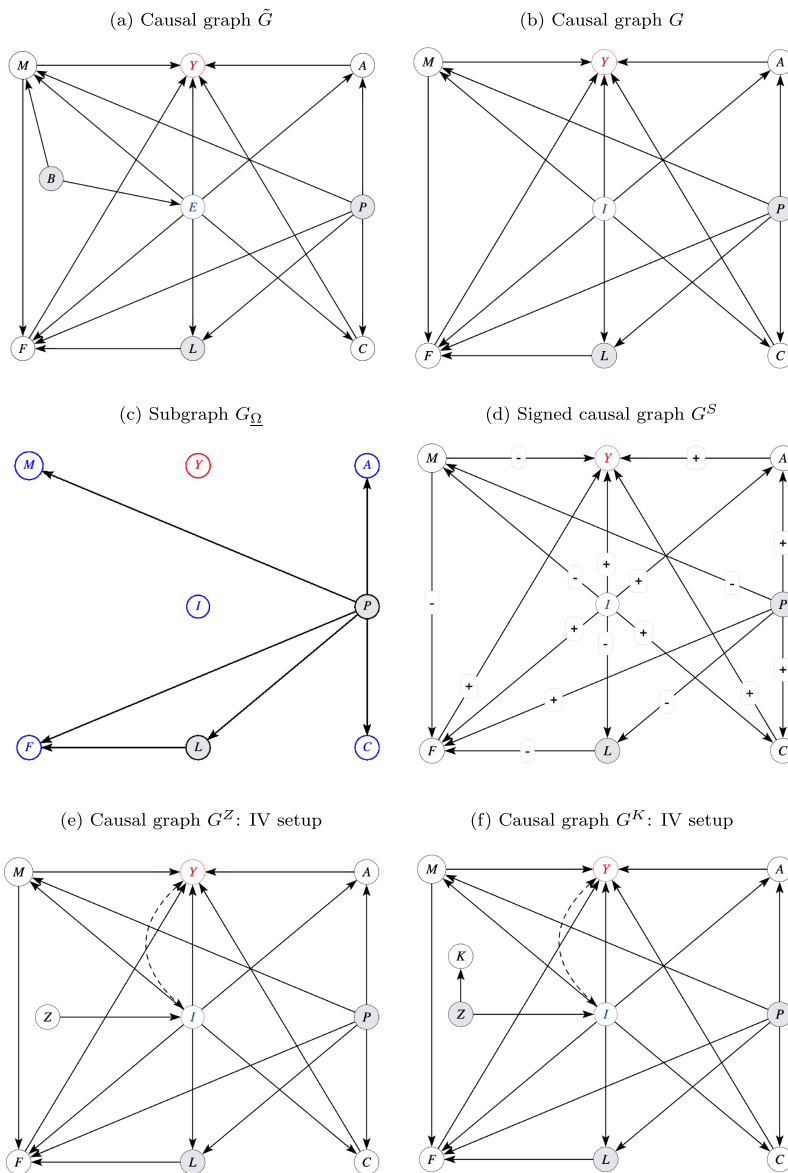 (a) Causal graph G̃
(b) Causal graph G
M Y A
B
E P
F L C
M Y A
I P
F L C
(c) Subgraph G_Ω̲
(d) Signed causal graph G^S
M Y A
I P
F L C
M - Y + A
+
- + -
- I P
+ + - +
+ + - + +
F - L C
(e) Causal graph G^Z: IV setup
(f) Causal graph G^K: IV setup
M Y A
Z I P
F L C
M Y A
K
Z I P
F L C